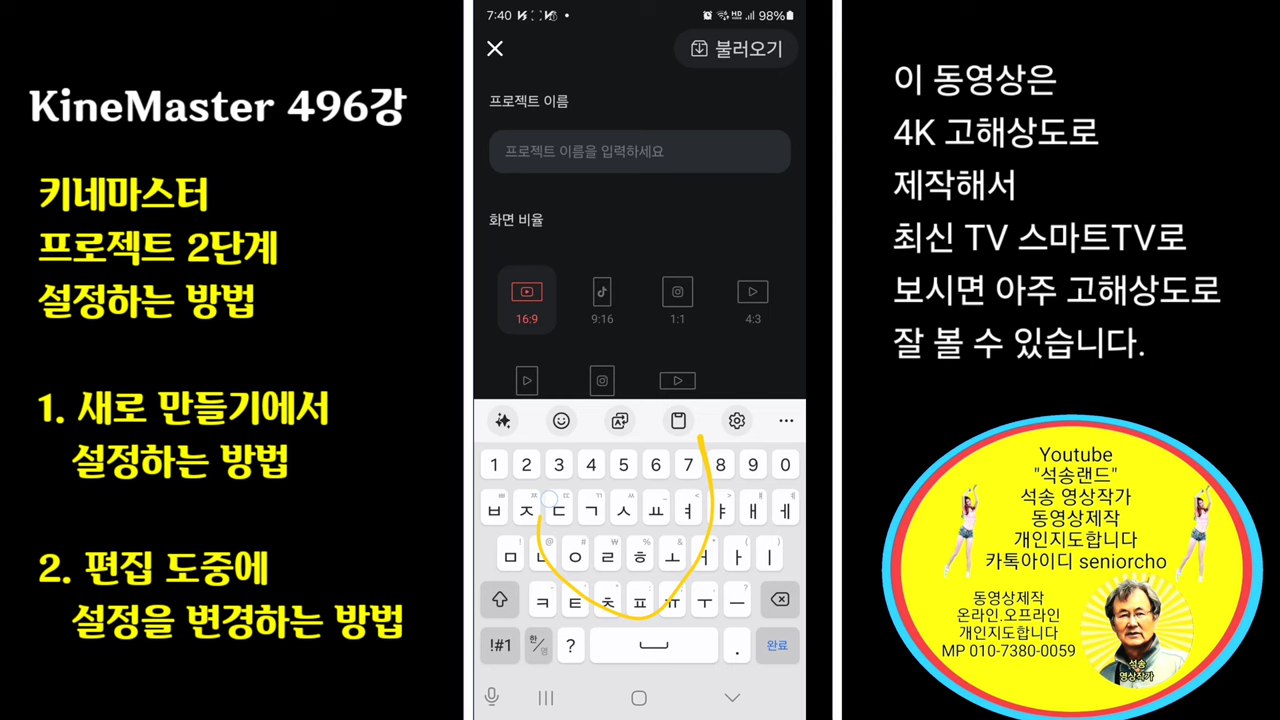 KineMaster 496강
키네마스터
프로젝트 2단계
설정하는 방법
1. 새로 만들기에서
설정하는 방법
2. 편집 도중에
설정을 변경하는 방법
7:40
HD
98%
불러오기
프로젝트 이름
프로젝트 이름을 입력하세요
화면 비율
16:9
9:16
1:1
4:3
1 2 3 4 5 6 7 8 9 0
ㅂ ㅈ ㄷ ㄱ ㅅ ㅛ ㅕ ㅑ ㅐ ㅔ
ㅁ ㄴ ㅇ ㄹ ㅎ ㅗ ㅓ ㅏ ㅣ
ㅋ ㅌ ㅊ ㅍ ㅠ ㅜ ㅡ
!#1 한/영 ? . 완료
이 동영상은
4K 고해상도로
제작해서
최신 TV 스마트TV로
보시면 아주 고해상도로
잘 볼 수 있습니다.
Youtube
"석송랜드"
석송 영상작가
동영상제작
개인지도합니다
카톡아이디 seniorcho
동영상제작
온라인.오프라인
개인지도합니다
MP 010-7380-0059
석송
영상작가